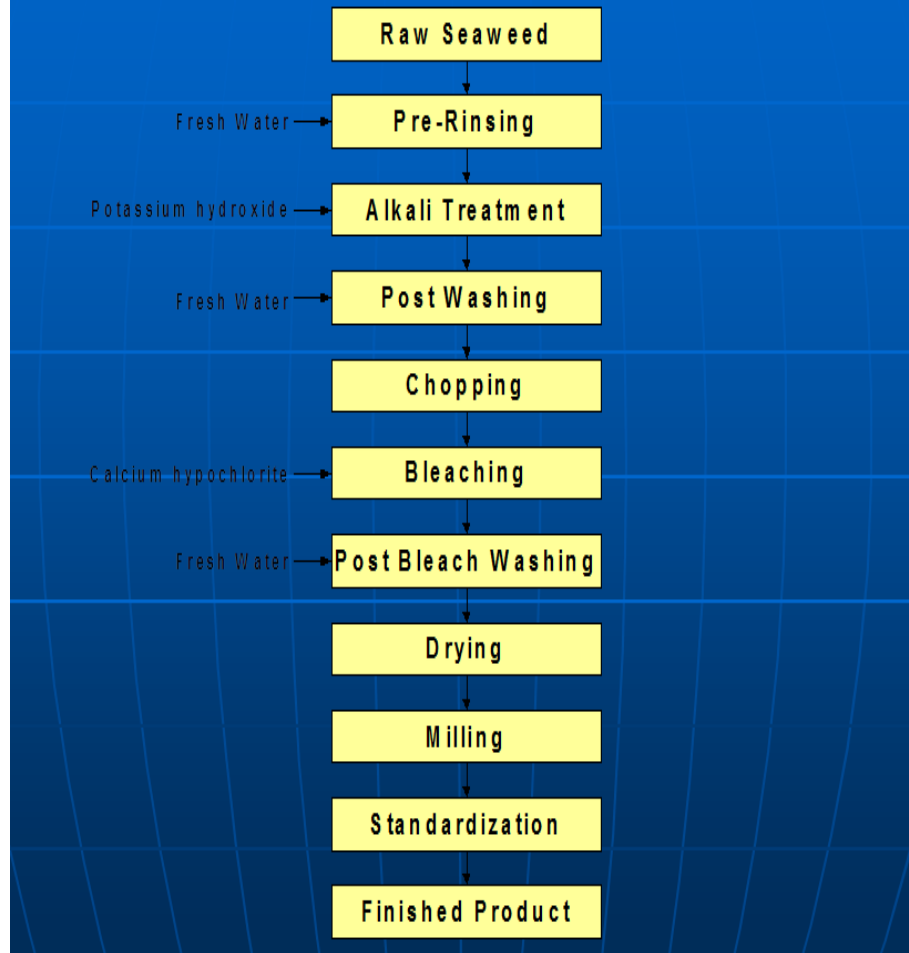 Raw Seaweed
Fresh Water
Pre-Rinsing
Potassium hydroxide
Alkali Treatment
Fresh Water
Post Washing
Chopping
Calcium hypochlorite
Bleaching
Fresh Water
Post Bleach Washing
Drying
Milling
Standardization
Finished Product